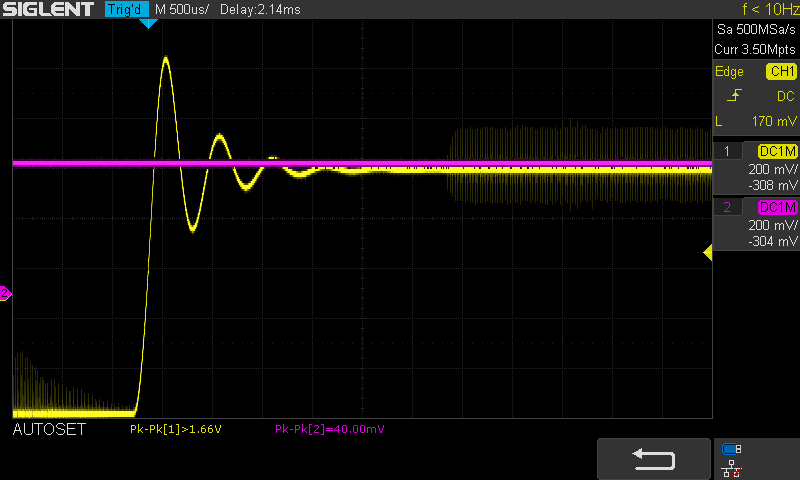 SIGLENT Trig'd M 500us/ Delay:2.14ms f < 10Hz
Sa 500MSa/s
Curr 3.50Mpts
Edge CH1
DC
L 170 mV
1 DC1M
200 mV/
-308 mV
2 DC1M
200 mV/
-304 mV
2
AUTOSET Pk-Pk[1]>1.66V Pk-Pk[2]=40.00mV